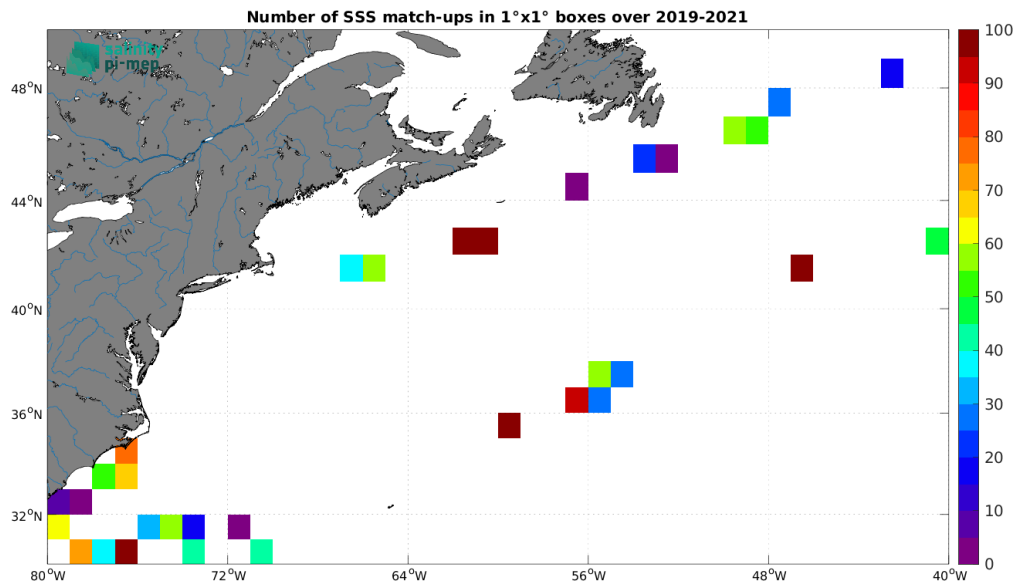 Number of SSS match-ups in 1°x1° boxes over 2019-2021
salinity
pi-mep
48°N
44°N
40°N
36°N
32°N
80°W 72°W 64°W 56°W 48°W 40°W
100
90
80
70
60
50
40
30
20
10
0